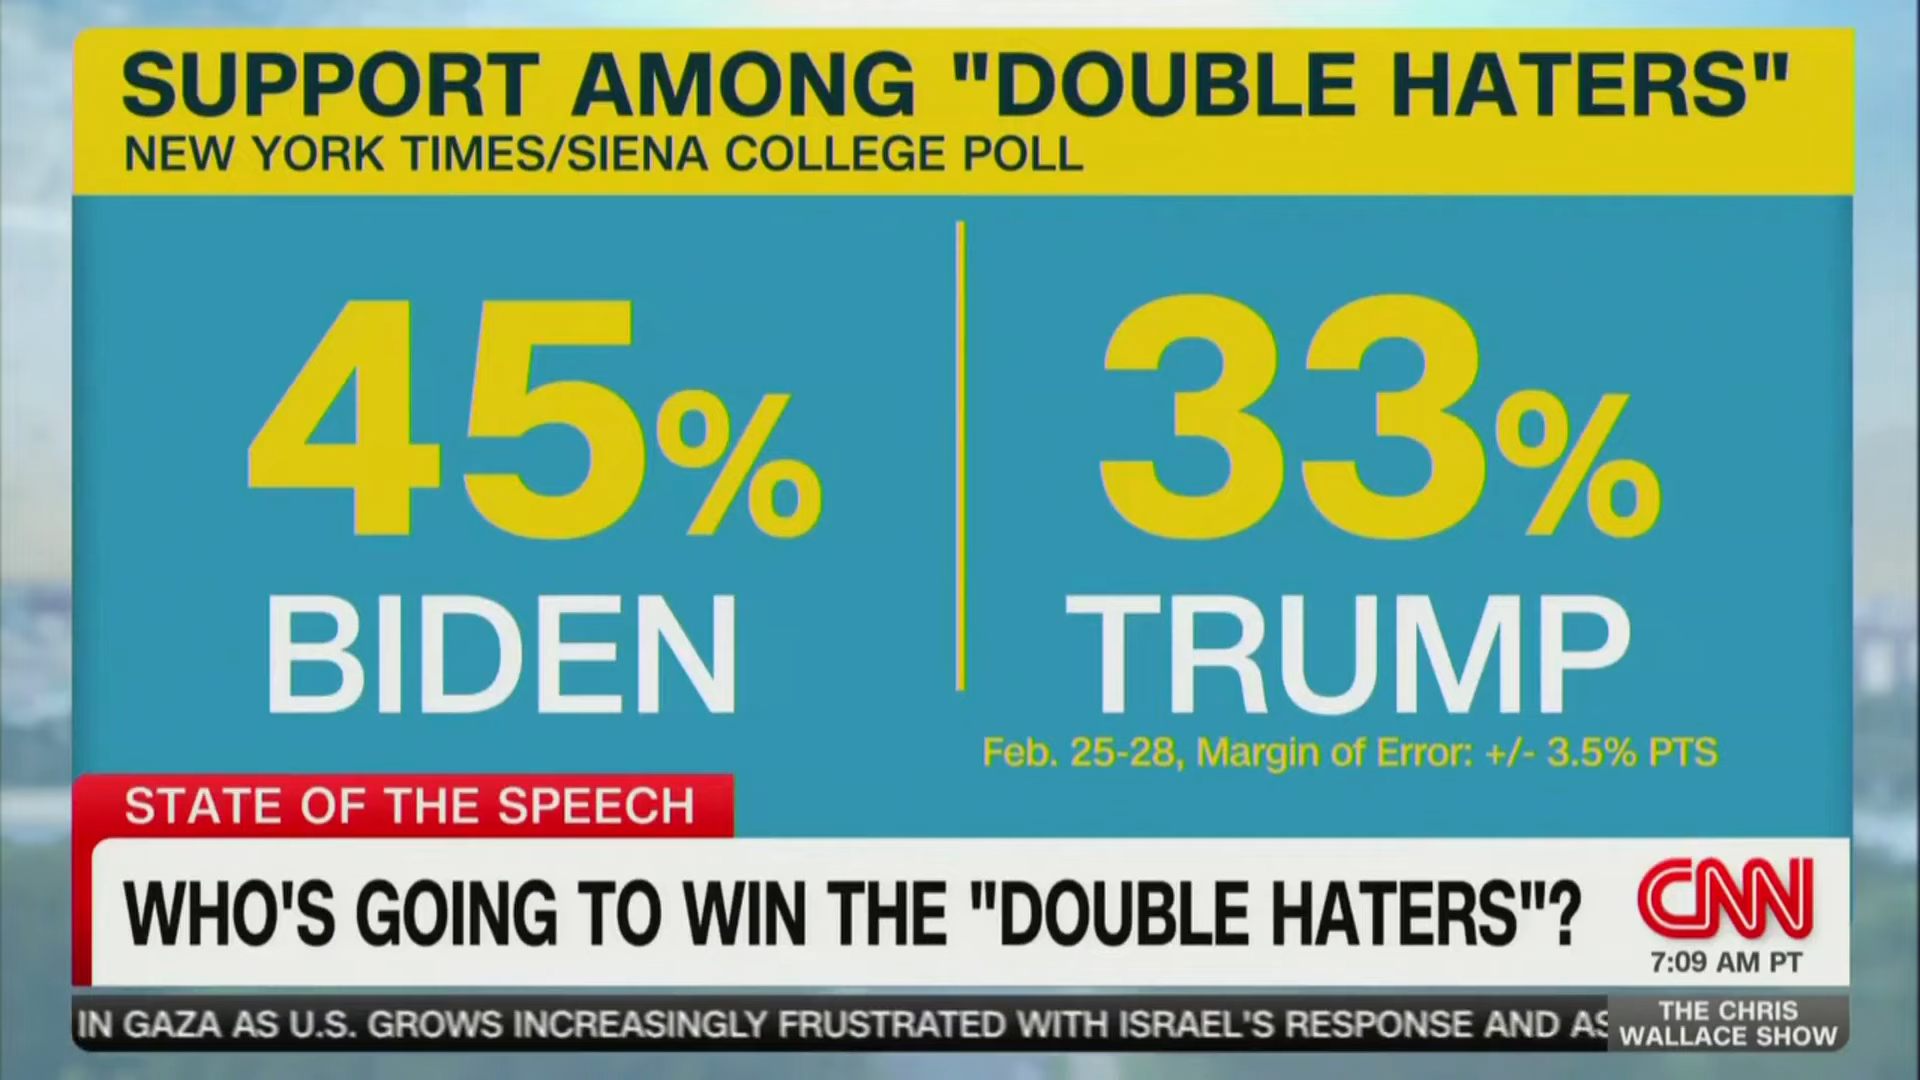 SUPPORT AMONG "DOUBLE HATERS"
NEW YORK TIMES/SIENA COLLEGE POLL
45%
BIDEN
33%
TRUMP
Feb. 25-28, Margin of Error: +/- 3.5% PTS
STATE OF THE SPEECH
WHO'S GOING TO WIN THE "DOUBLE HATERS"?
CNN
7:09 AM PT
IN GAZA AS U.S. GROWS INCREASINGLY FRUSTRATED WITH ISRAEL'S RESPONSE AND AS
THE CHRIS
WALLACE SHOW